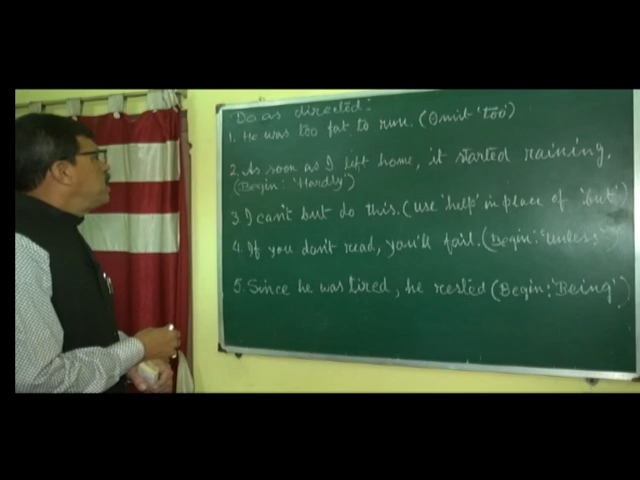 Do as directed:
1. He was too fat to run. (Omit 'too')
2. As soon as I left home, it started raining.
(Begin: 'Hardly')
3. I can't but do this. (use 'help' in place of 'but')
4. If you don't read, you'll fail. (Begin: 'unless')
5. Since he was tired, he rested (Begin: 'Being')